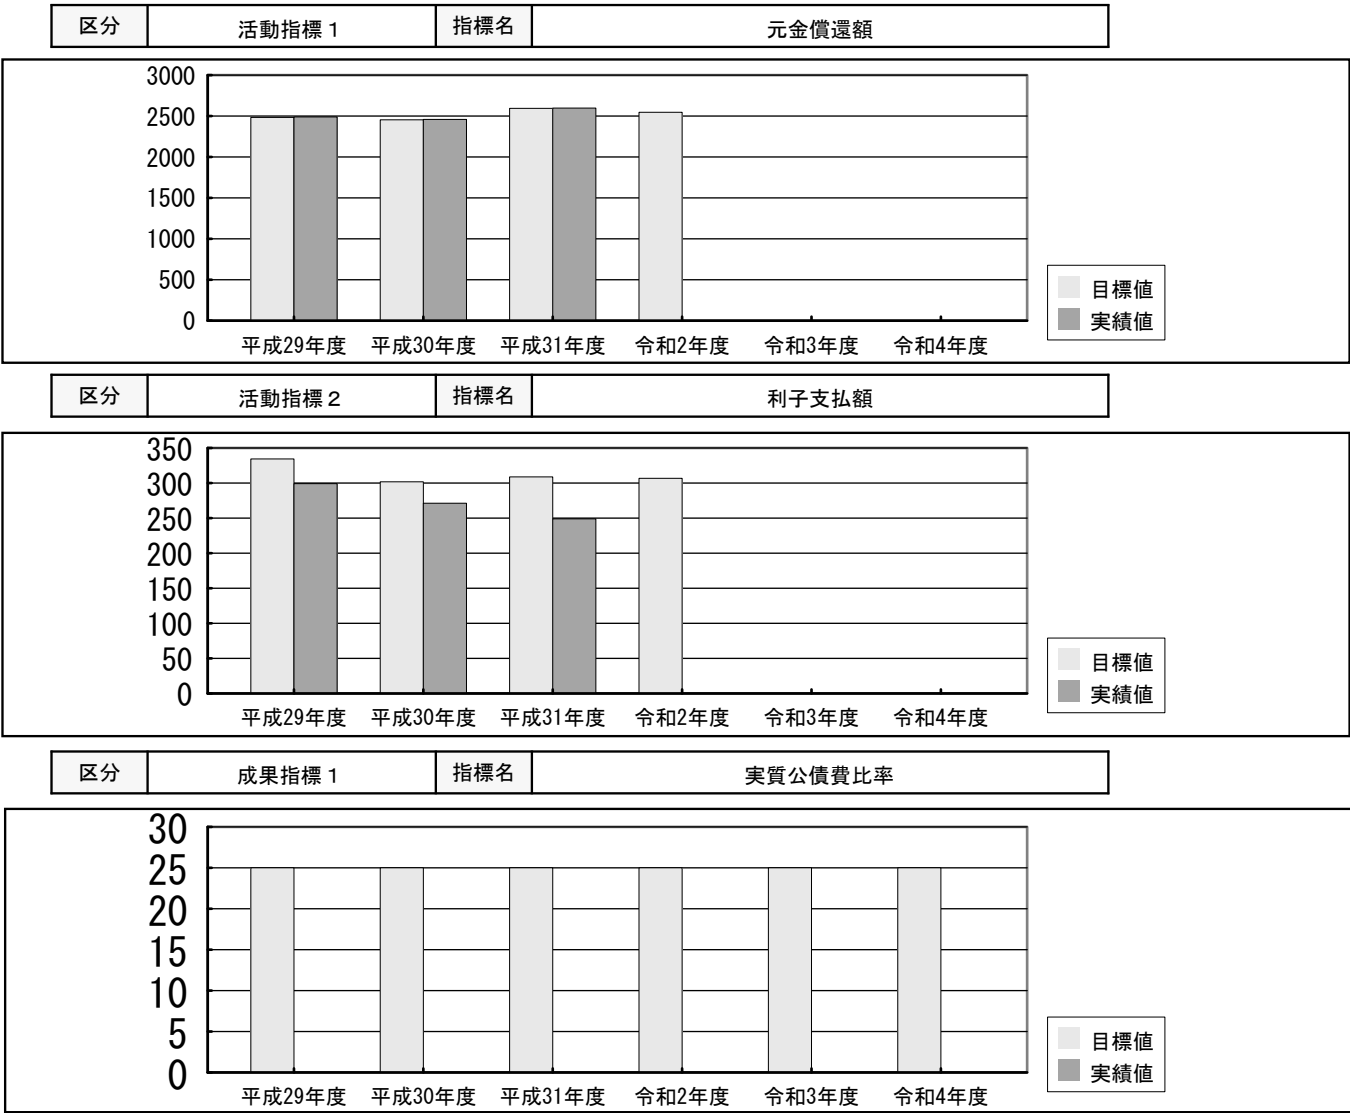 区分 活動指標1 指標名 元金償還額
3000
2500
2000
1500
1000
500
0
平成29年度 平成30年度 平成31年度 令和2年度 令和3年度 令和4年度
目標値
実績値
区分 活動指標2 指標名 利子支払額
350
300
250
200
150
100
50
0
平成29年度 平成30年度 平成31年度 令和2年度 令和3年度 令和4年度
目標値
実績値
区分 成果指標1 指標名 実質公債費比率
30
25
20
15
10
5
0
平成29年度 平成30年度 平成31年度 令和2年度 令和3年度 令和4年度
目標値
実績値